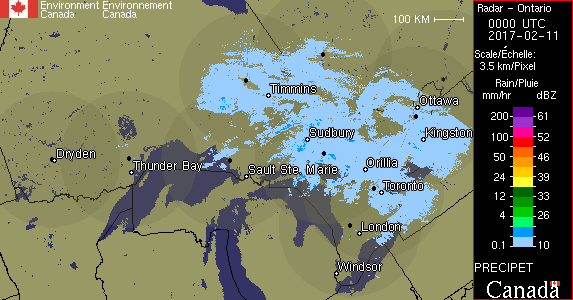 Environment Environnement
Canada Canada
100 KM
Radar - Ontario
0000 UTC
2017-02-11
Scale/Échelle:
3.5 km/Pixel
Rain/Pluie
mm/hr dBZ
200 61
100 52
50 46
24 39
12 33
4 26
0.1 10
PRECIPET
Canada
Timmins
Ottawa
Sudbury
Kingston
Dryden
Thunder Bay
Sault Ste. Marie
Orillia
Toronto
London
Windsor